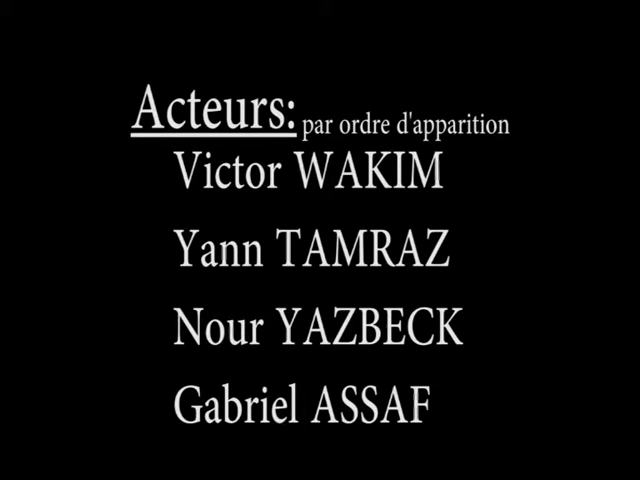 Acteurs: par ordre d'apparition
Victor WAKIM
Yann TAMRAZ
Nour YAZBECK
Gabriel ASSAF